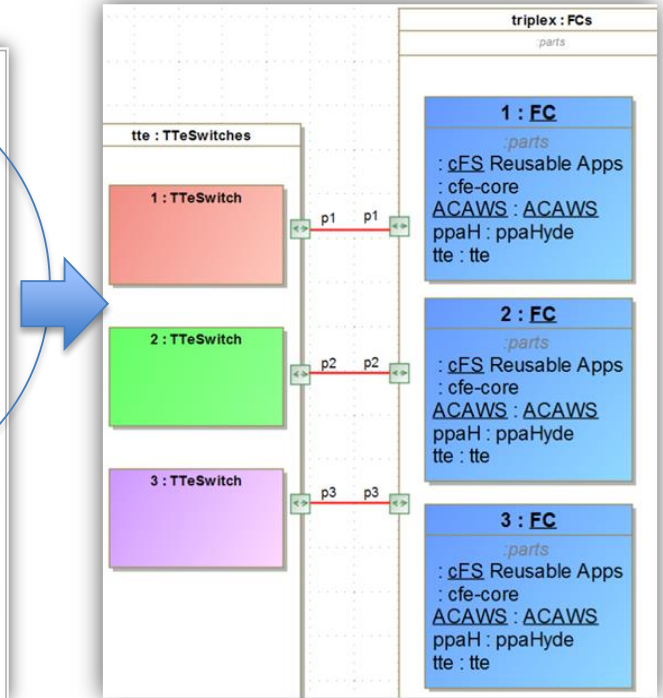 triplex : FCs
:parts
tte : TTeSwitches
1 : TTeSwitch
p1 p1
1 : FC
:parts
: cFS Reusable Apps
: cfe-core
ACAWS : ACAWS
ppaH : ppaHyde
tte : tte
2 : TTeSwitch
p2 p2
2 : FC
:parts
: cFS Reusable Apps
: cfe-core
ACAWS : ACAWS
ppaH : ppaHyde
tte : tte
3 : TTeSwitch
p3 p3
3 : FC
:parts
: cFS Reusable Apps
: cfe-core
ACAWS : ACAWS
ppaH : ppaHyde
tte : tte